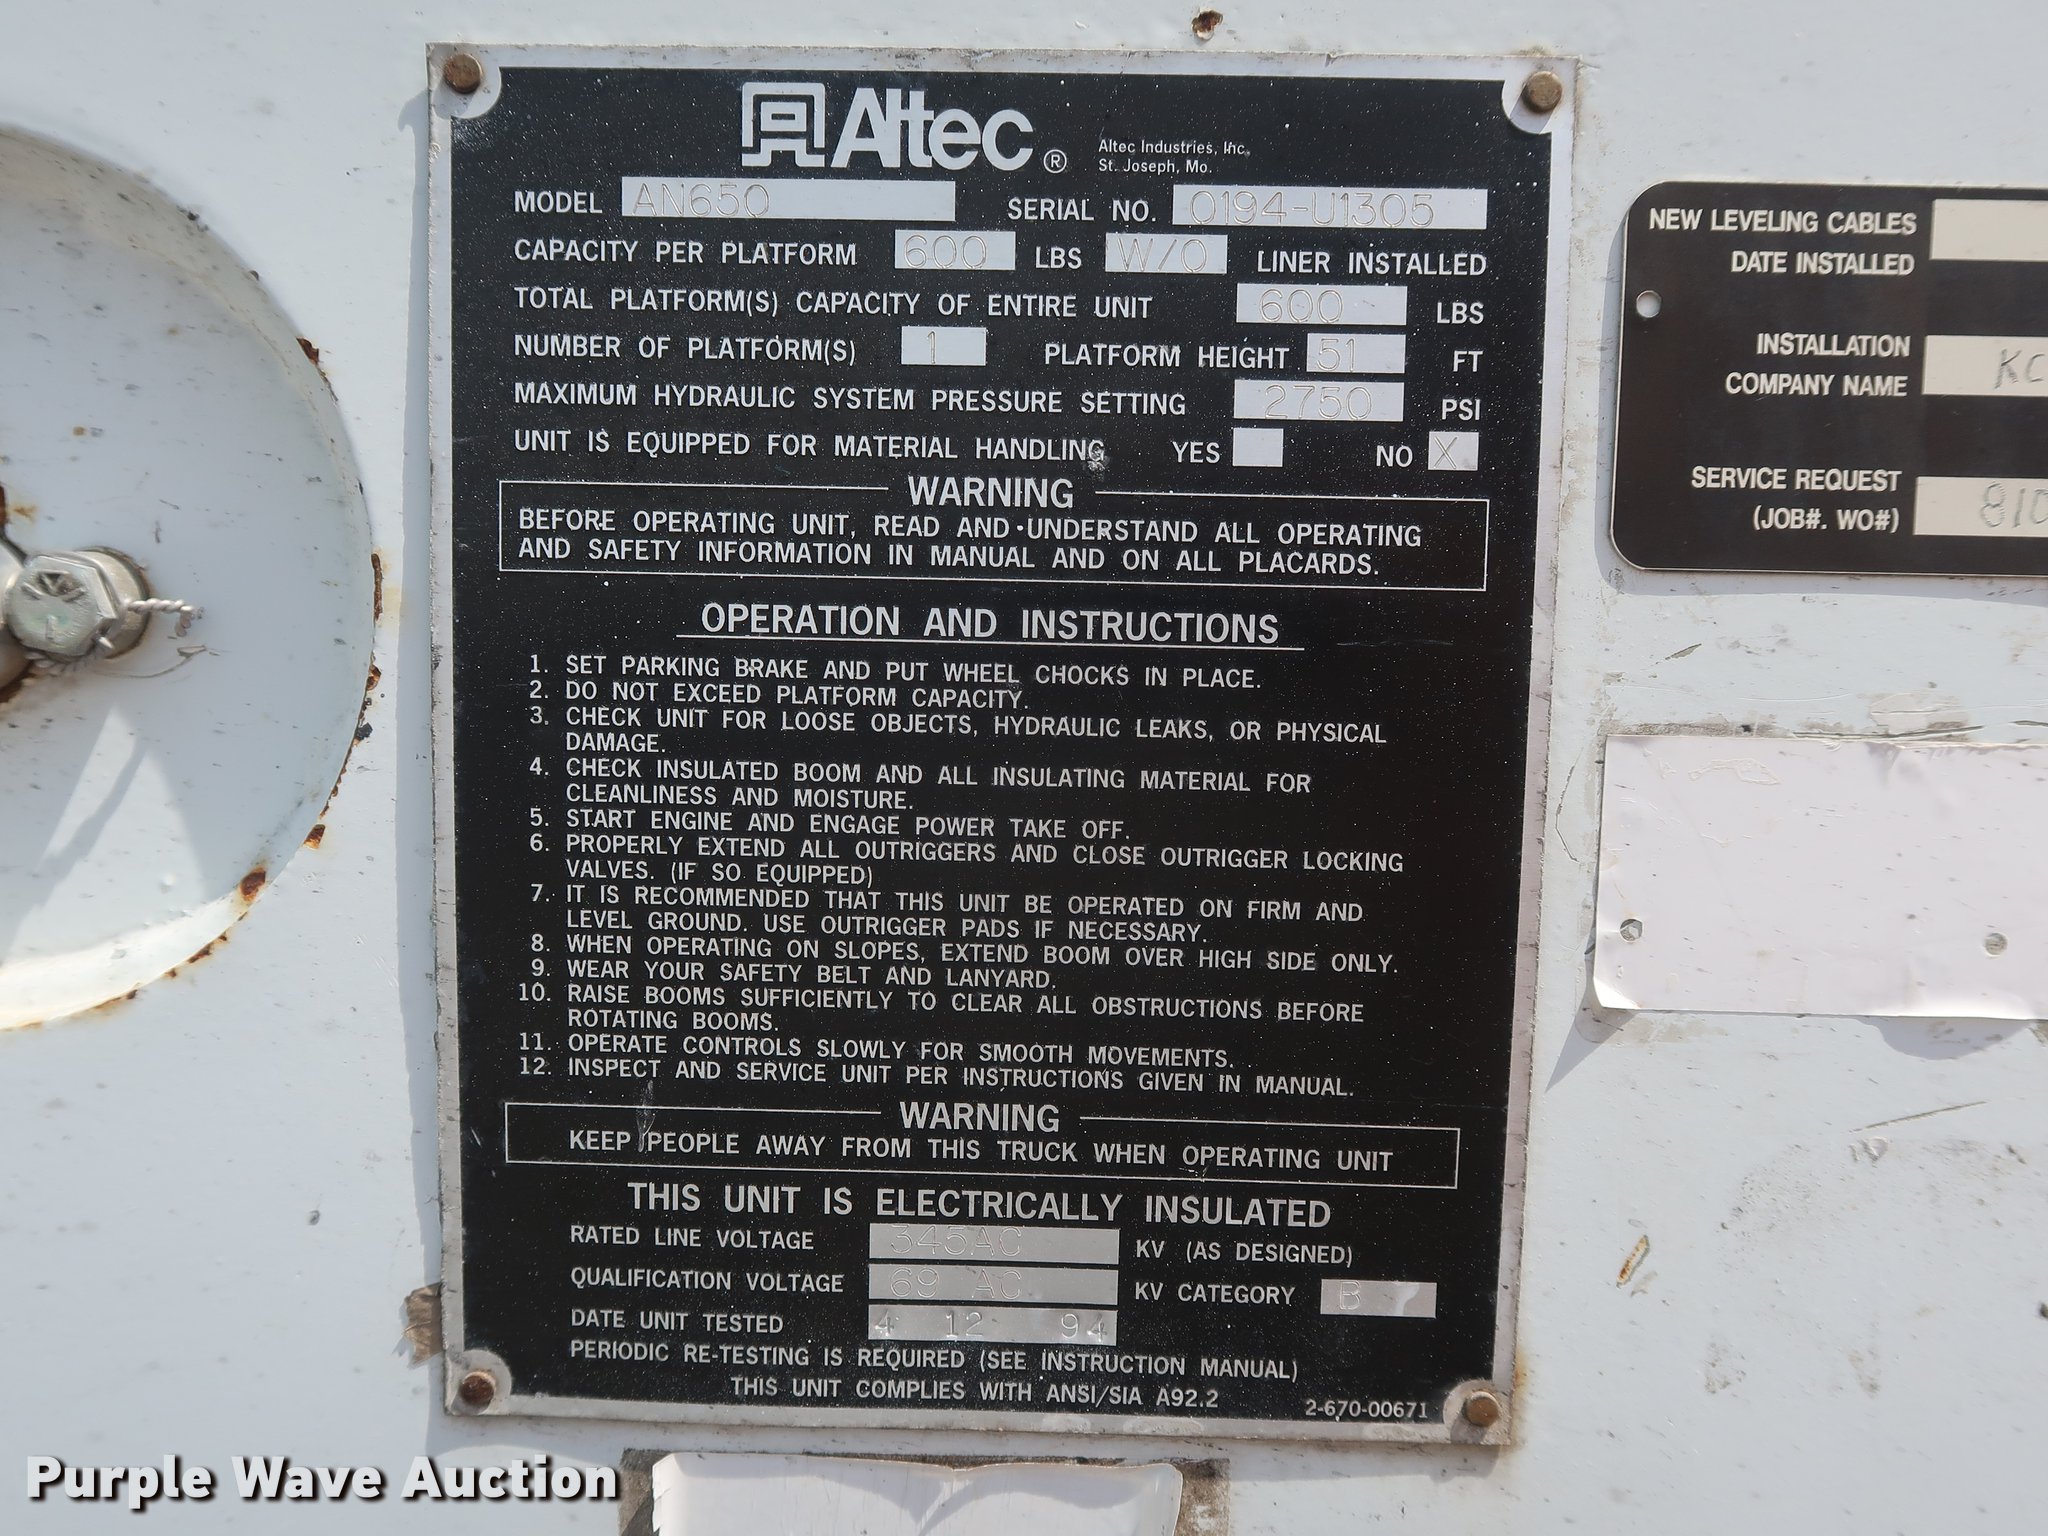 Altec ®
Altec Industries, Inc.
St. Joseph, Mo.
MODEL AN650 SERIAL NO. 0194-U1305
CAPACITY PER PLATFORM 600 LBS W/O LINER INSTALLED
TOTAL PLATFORM(S) CAPACITY OF ENTIRE UNIT 600 LBS
NUMBER OF PLATFORM(S) 1 PLATFORM HEIGHT 51 FT
MAXIMUM HYDRAULIC SYSTEM PRESSURE SETTING 2750 PSI
UNIT IS EQUIPPED FOR MATERIAL HANDLING YES NO X
WARNING
BEFORE OPERATING UNIT, READ AND UNDERSTAND ALL OPERATING
AND SAFETY INFORMATION IN MANUAL AND ON ALL PLACARDS.
OPERATION AND INSTRUCTIONS
1. SET PARKING BRAKE AND PUT WHEEL CHOCKS IN PLACE.
2. DO NOT EXCEED PLATFORM CAPACITY.
3. CHECK UNIT FOR LOOSE OBJECTS, HYDRAULIC LEAKS, OR PHYSICAL
DAMAGE.
4. CHECK INSULATED BOOM AND ALL INSULATING MATERIAL FOR
CLEANLINESS AND MOISTURE.
5. START ENGINE AND ENGAGE POWER TAKE OFF.
6. PROPERLY EXTEND ALL OUTRIGGERS AND CLOSE OUTRIGGER LOCKING
VALVES. (IF SO EQUIPPED)
7. IT IS RECOMMENDED THAT THIS UNIT BE OPERATED ON FIRM AND
LEVEL GROUND. USE OUTRIGGER PADS IF NECESSARY.
8. WHEN OPERATING ON SLOPES, EXTEND BOOM OVER HIGH SIDE ONLY.
9. WEAR YOUR SAFETY BELT AND LANYARD.
10. RAISE BOOMS SUFFICIENTLY TO CLEAR ALL OBSTRUCTIONS BEFORE
ROTATING BOOMS.
11. OPERATE CONTROLS SLOWLY FOR SMOOTH MOVEMENTS.
12. INSPECT AND SERVICE UNIT PER INSTRUCTIONS GIVEN IN MANUAL.
WARNING
KEEP PEOPLE AWAY FROM THIS TRUCK WHEN OPERATING UNIT
THIS UNIT IS ELECTRICALLY INSULATED
RATED LINE VOLTAGE 345AC KV (AS DESIGNED)
QUALIFICATION VOLTAGE 69 AC KV CATEGORY B
DATE UNIT TESTED 4 12 94
PERIODIC RE-TESTING IS REQUIRED (SEE INSTRUCTION MANUAL)
THIS UNIT COMPLIES WITH ANSI/SIA A92.2
2-670-00671
NEW LEVELING CABLES
DATE INSTALLED
INSTALLATION
COMPANY NAME KC
SERVICE REQUEST
(JOB#. WO#) 810
Purple Wave Auction